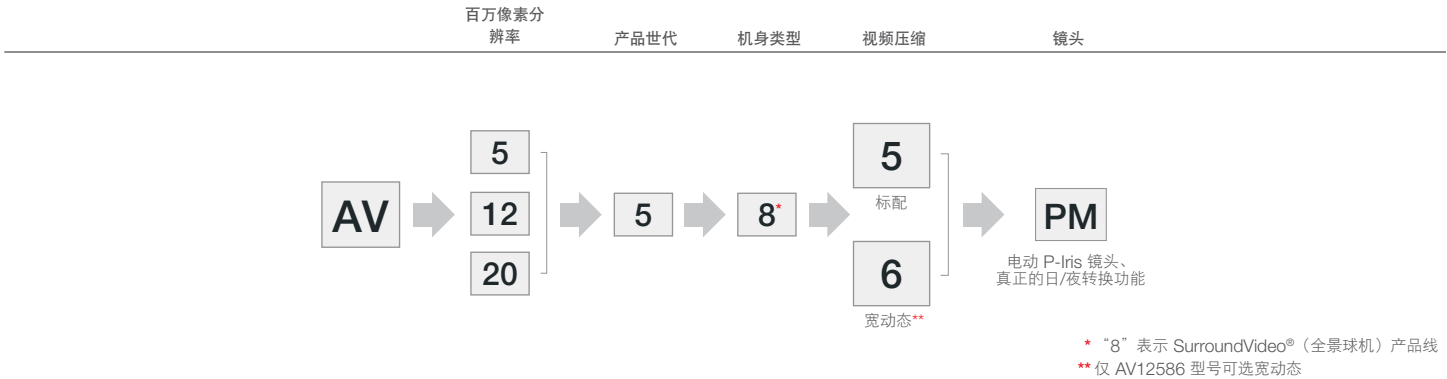 百万像素分
辨率
产品世代
机身类型
视频压缩
镜头
AV
5
12
20
5
8*
5
标配
6
宽动态**
PM
电动 P-Iris 镜头、
真正的日/夜转换功能
* “8”表示 SurroundVideo®（全景球机）产品线
** 仅 AV12586 型号可选宽动态